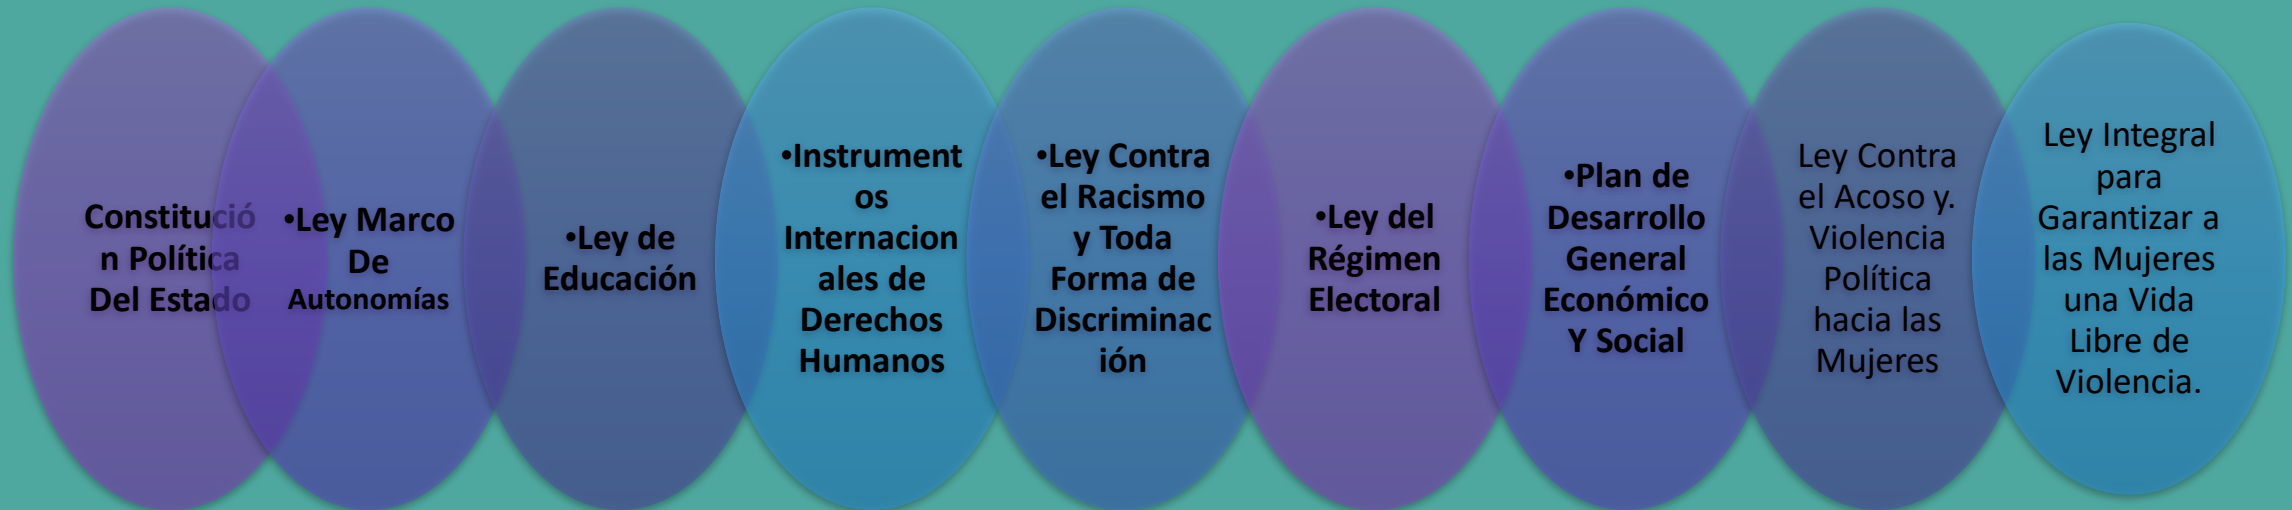 Constitució
n Política
Del Estado
•Ley Marco
De
Autonomías
•Ley de
Educación
•Instrument
os
Internacion
ales de
Derechos
Humanos
•Ley Contra
el Racismo
y Toda
Forma de
Discriminac
ión
•Ley del
Régimen
Electoral
•Plan de
Desarrollo
General
Económico
Y Social
Ley Contra
el Acoso y.
Violencia
Política
hacia las
Mujeres
Ley Integral
para
Garantizar a
las Mujeres
una Vida
Libre de
Violencia.